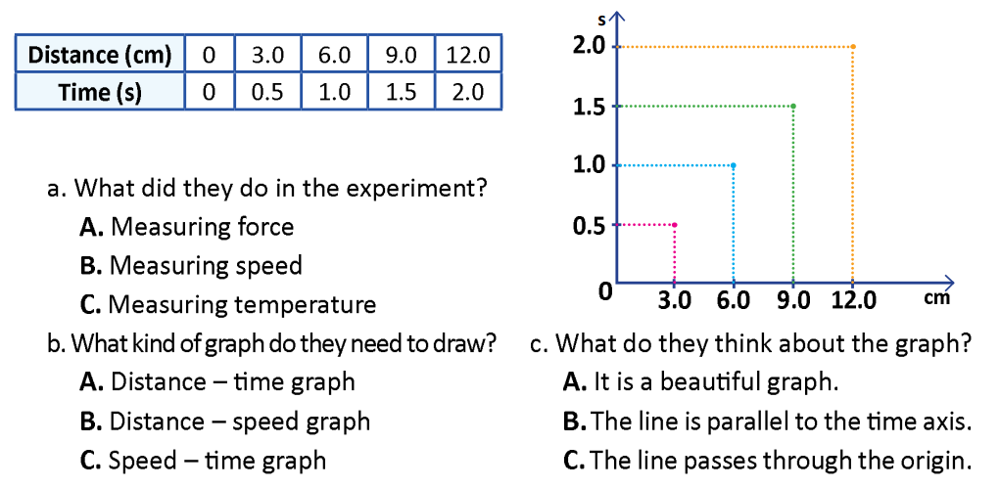 Distance (cm) 0 3.0 6.0 9.0 12.0
Time (s) 0 0.5 1.0 1.5 2.0
s
2.0
1.5
1.0
0.5
0
3.0 6.0 9.0 12.0 cm
a. What did they do in the experiment?
A. Measuring force
B. Measuring speed
C. Measuring temperature
b. What kind of graph do they need to draw?
A. Distance – time graph
B. Distance – speed graph
C. Speed – time graph
c. What do they think about the graph?
A. It is a beautiful graph.
B. The line is parallel to the time axis.
C. The line passes through the origin.